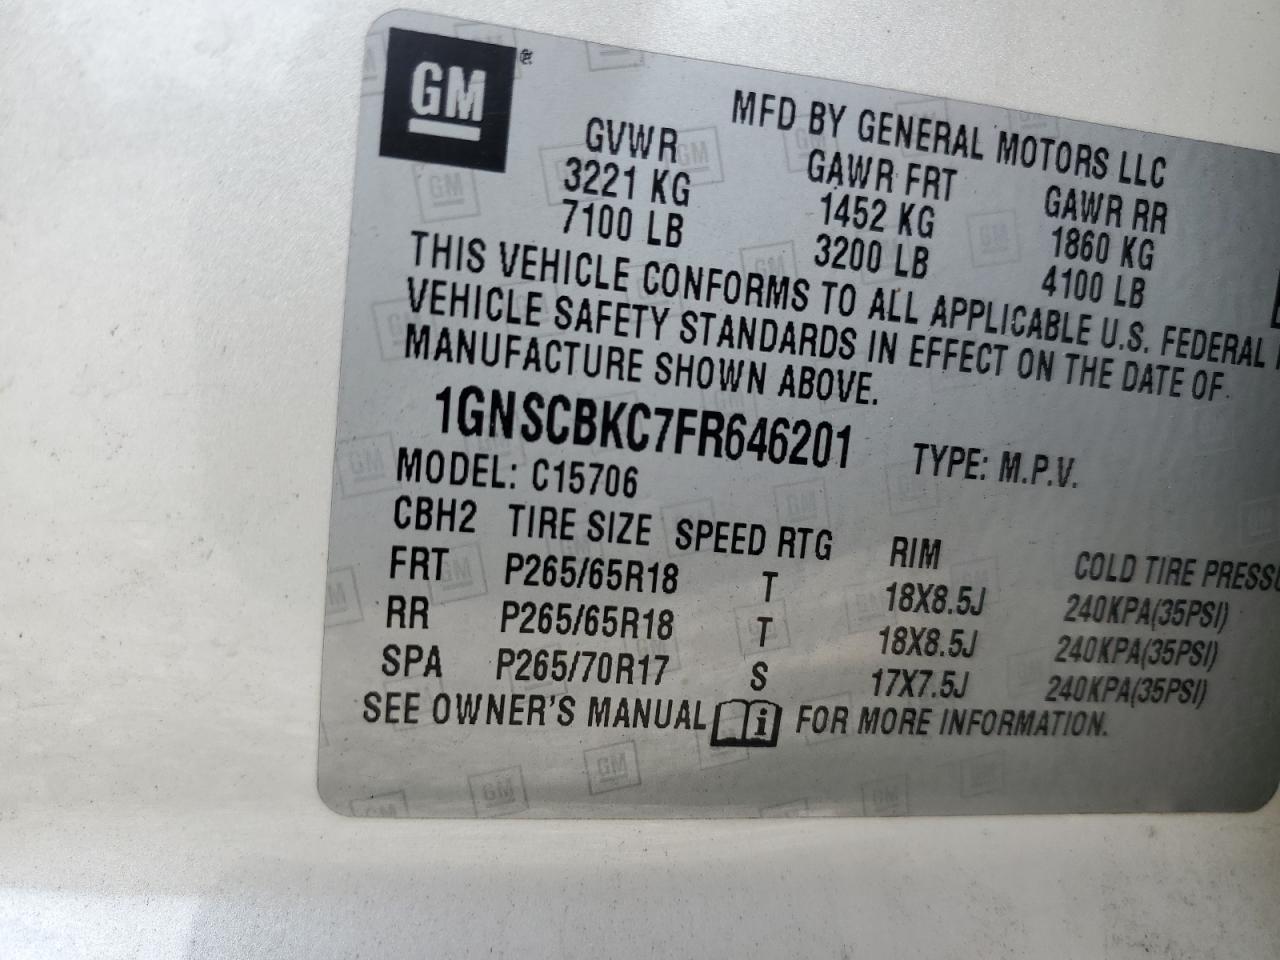 GM
MFD BY GENERAL MOTORS LLC
GVWR GAWR FRT GAWR RR
3221 KG 1452 KG 1860 KG
7100 LB 3200 LB 4100 LB
THIS VEHICLE CONFORMS TO ALL APPLICABLE U.S. FEDERAL
VEHICLE SAFETY STANDARDS IN EFFECT ON THE DATE OF
MANUFACTURE SHOWN ABOVE.
1GNSCBKC7FR646201 TYPE: M.P.V.
MODEL: C15706
CBH2 TIRE SIZE SPEED RTG RIM COLD TIRE PRESS
FRT P265/65R18 T 18X8.5J 240KPA(35PSI)
RR P265/65R18 T 18X8.5J 240KPA(35PSI)
SPA P265/70R17 S 17X7.5J 240KPA(35PSI)
SEE OWNER'S MANUAL i FOR MORE INFORMATION.